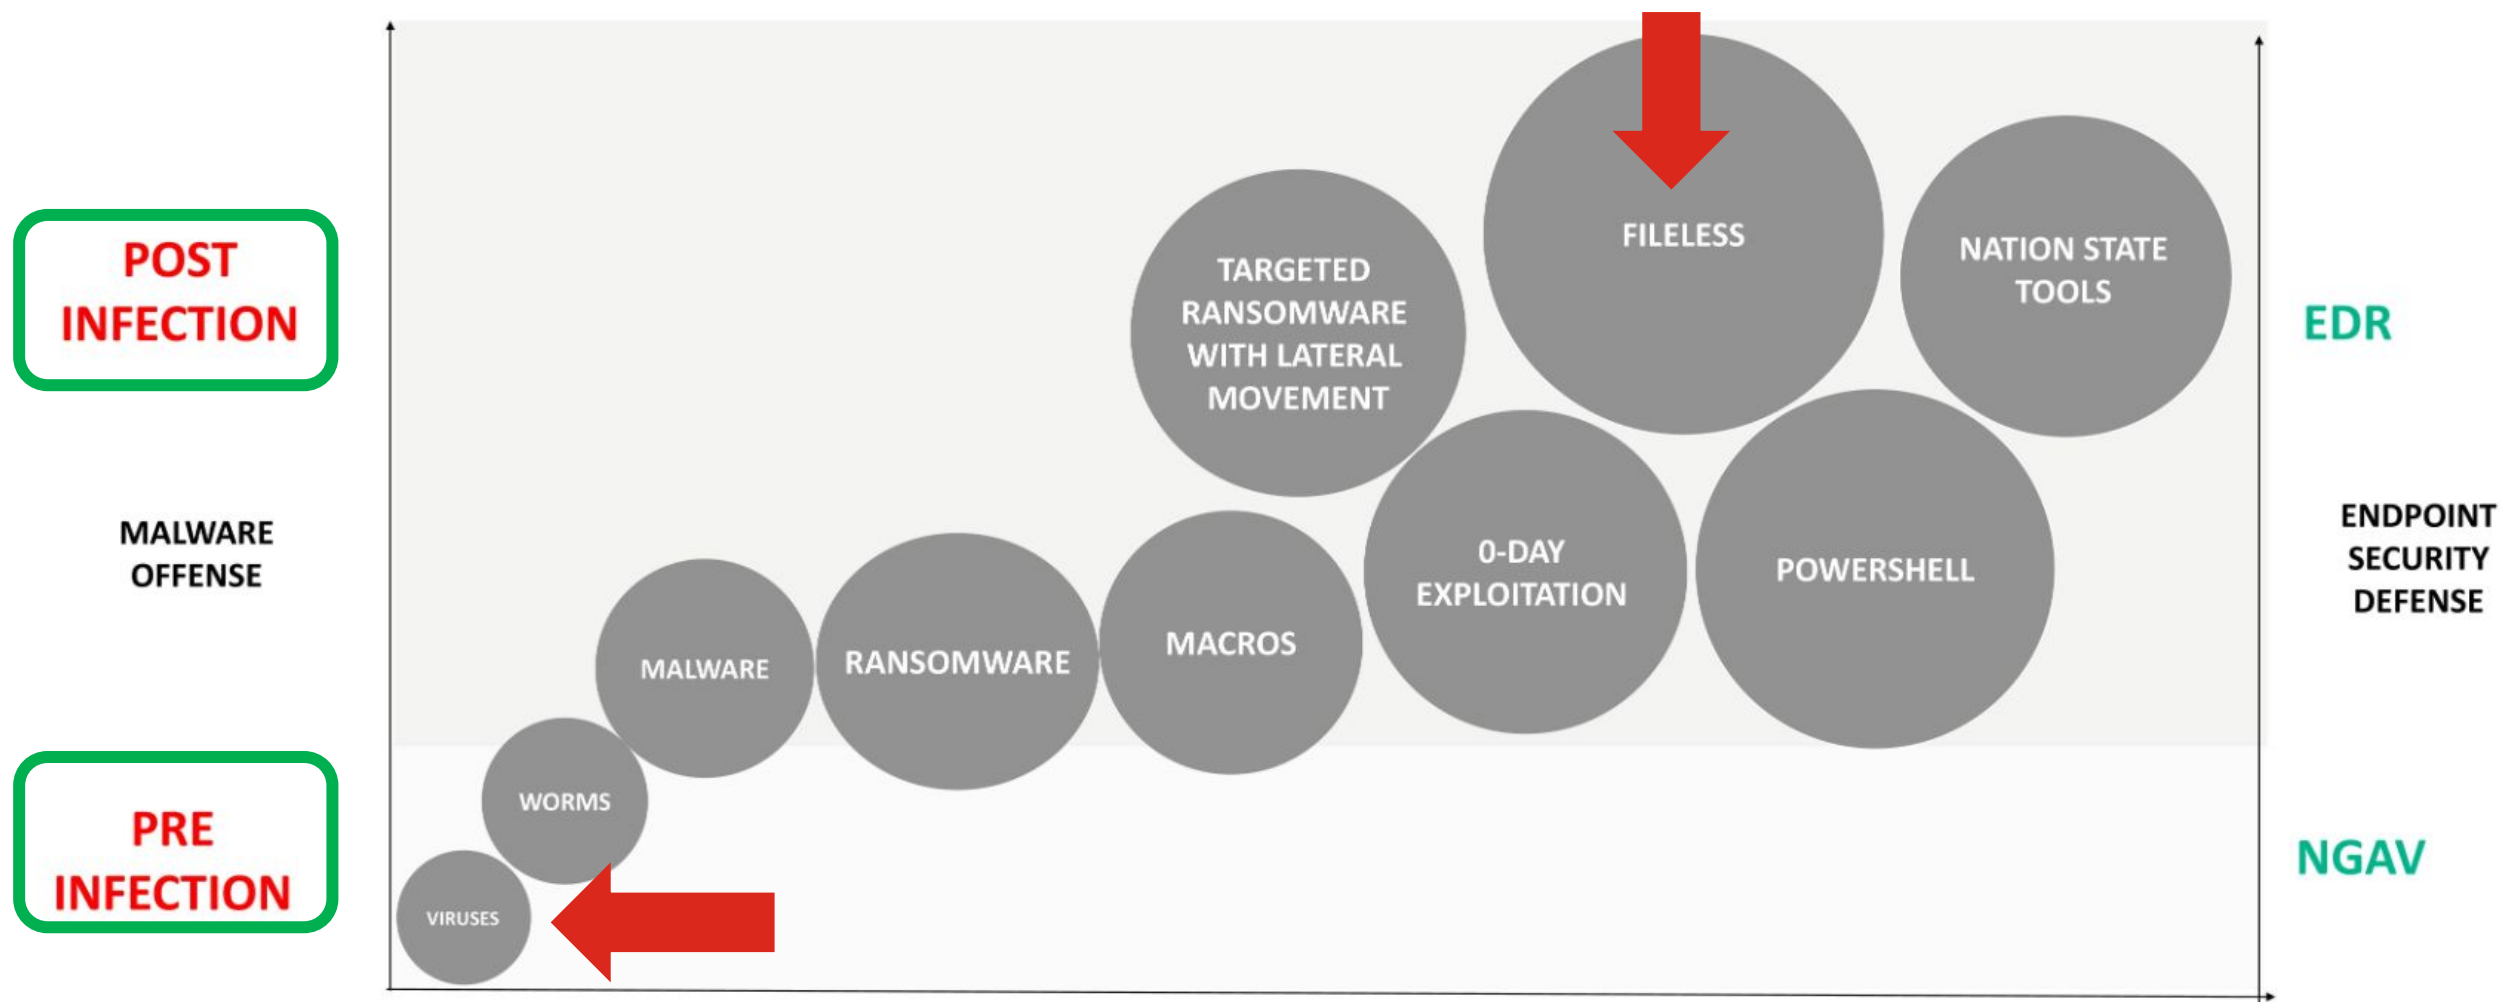 POST
INFECTION
MALWARE
OFFENSE
PRE
INFECTION
TARGETED
RANSOMWARE
WITH LATERAL
MOVEMENT
FILELESS
NATION STATE
TOOLS
MALWARE
RANSOMWARE
MACROS
0-DAY
EXPLOITATION
POWERSHELL
WORMS
VIRUSES
EDR
ENDPOINT
SECURITY
DEFENSE
NGAV